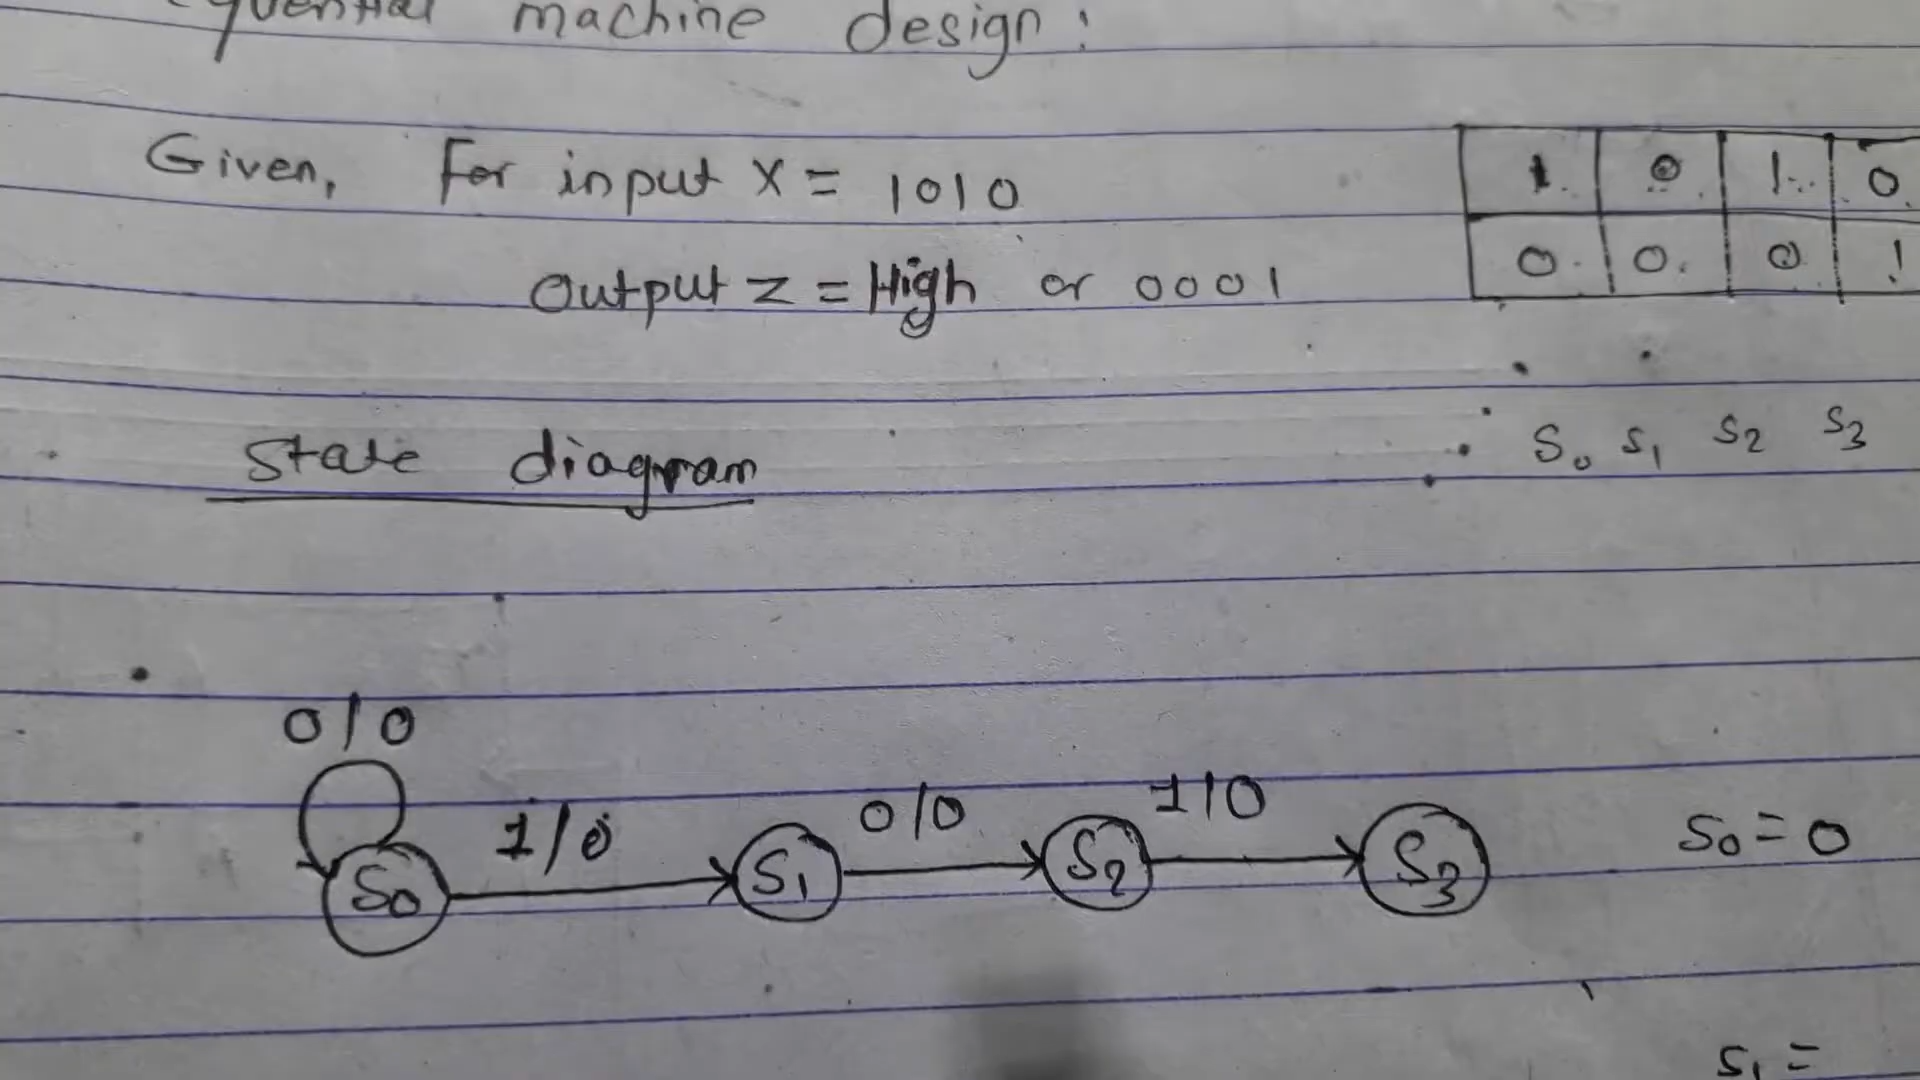 machine design:
Given, For input X = 1010
Output Z = High or 0001
1 0 1 0
0 0 0 1
S0 S1 S2 S3
State diagram
0/0
1/0 0/0 1/0
S0 S1 S2 S3
S0 = 0
S1 =